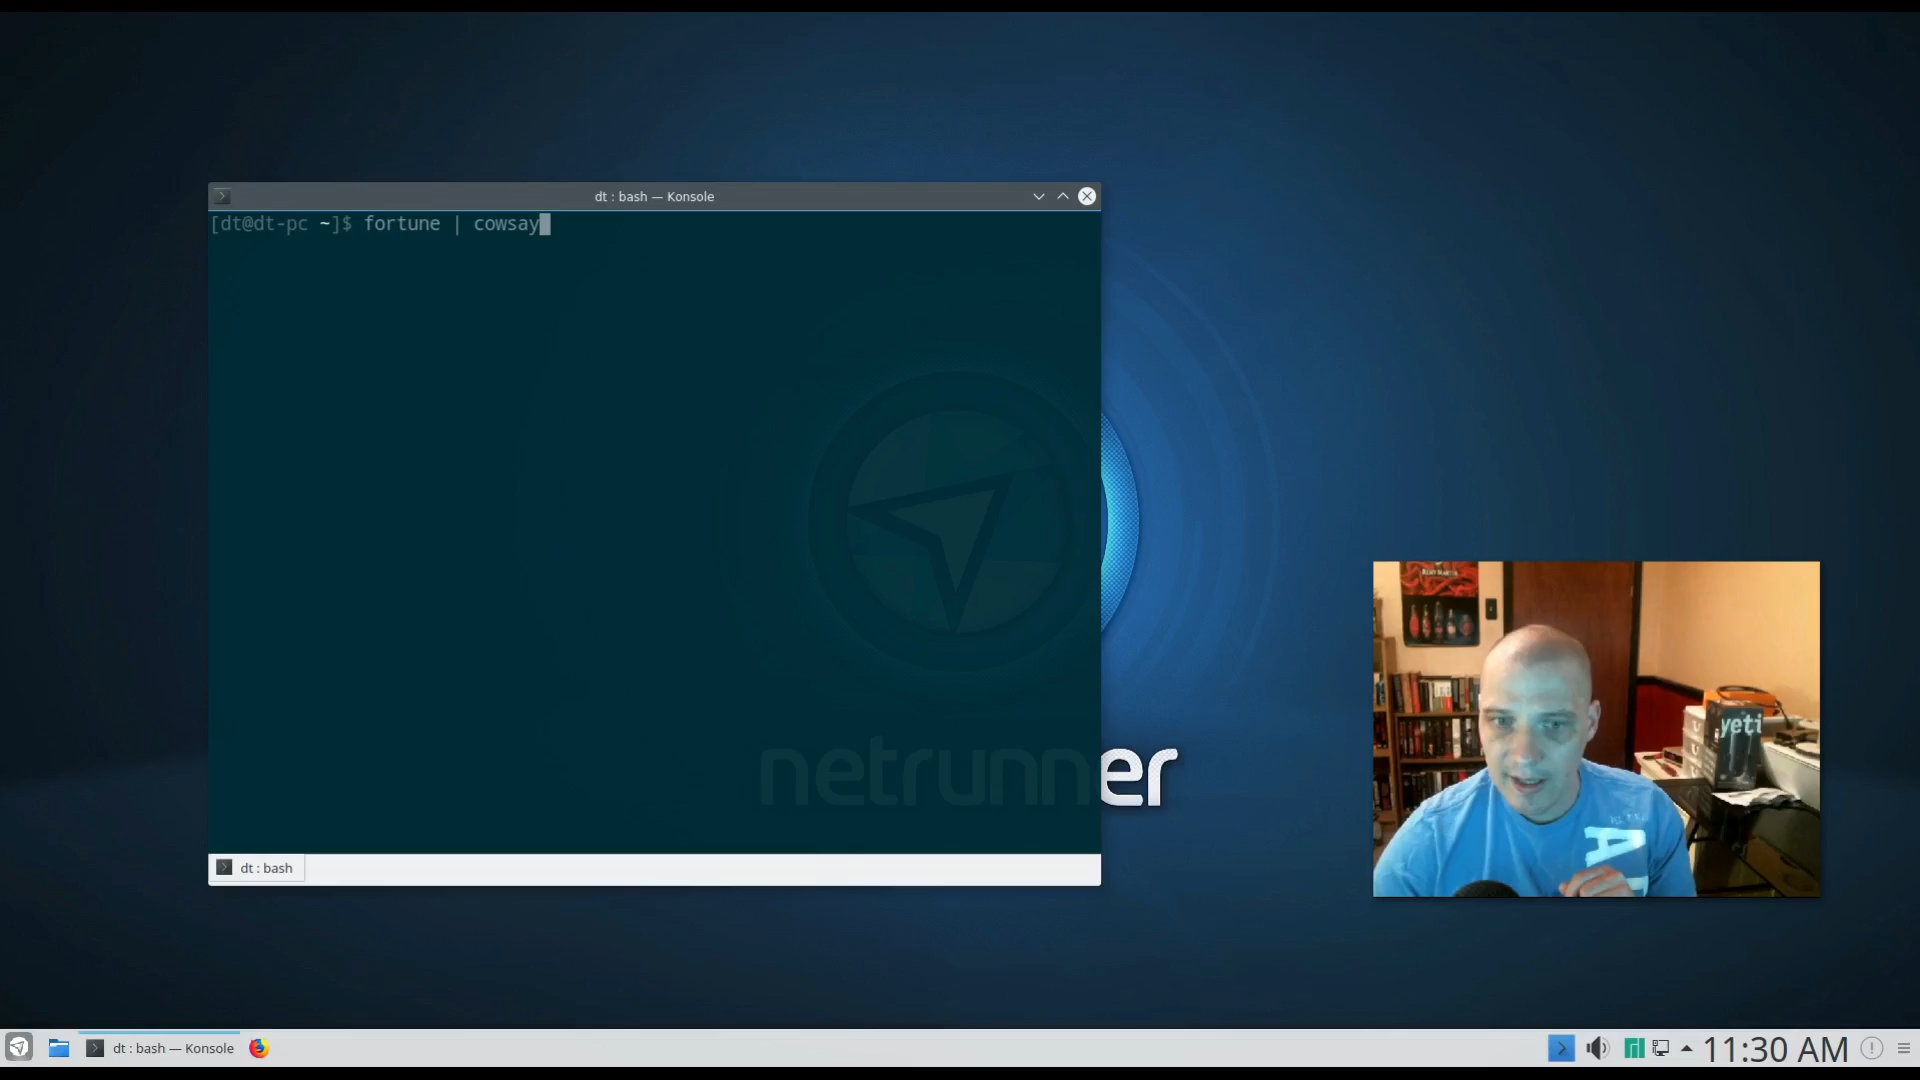 dt : bash — Konsole
[dt@dt-pc ~]$ fortune | cowsay
netrunner
yeti
A
dt : bash
dt : bash — Konsole
11:30 AM